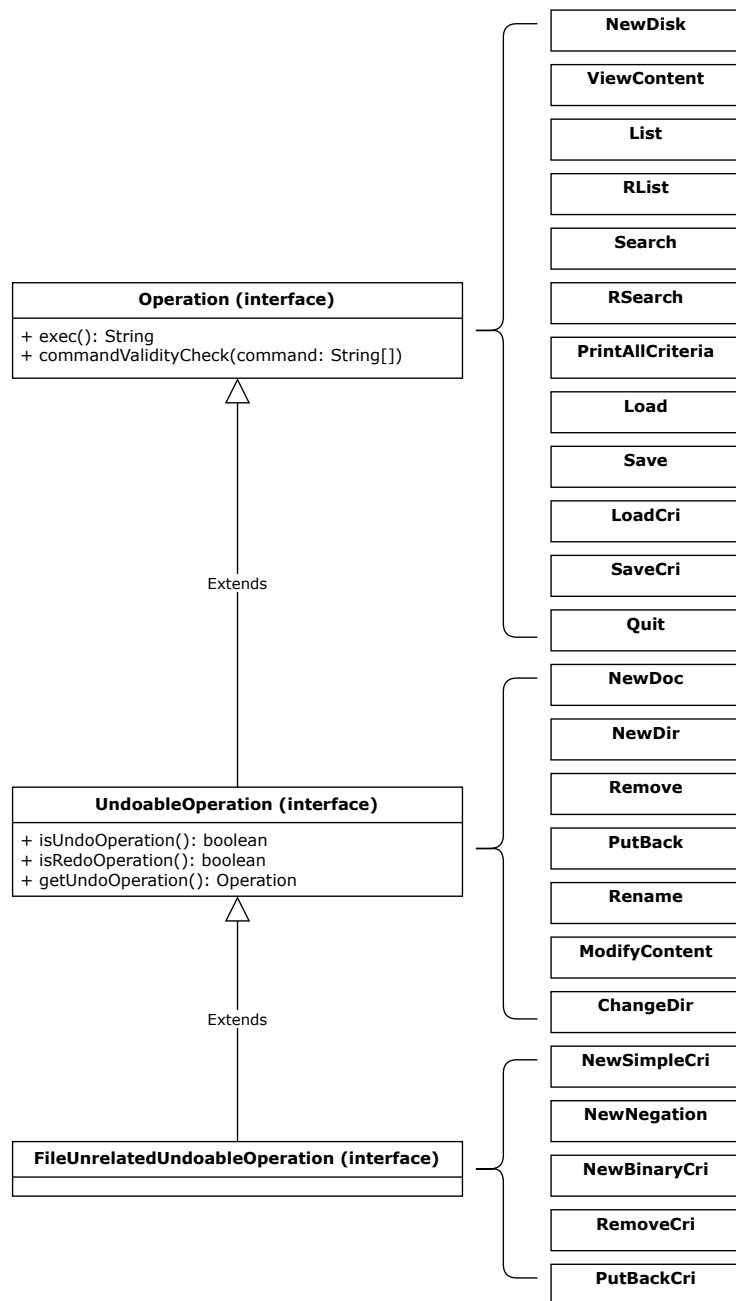 NewDisk
ViewContent
List
RList
Search
RSearch
PrintAllCriteria
Load
Save
LoadCri
SaveCri
Quit
Operation (interface)
+ exec(): String
+ commandValidityCheck(command: String[])
Extends
NewDoc
NewDir
Remove
PutBack
Rename
ModifyContent
ChangeDir
UndoableOperation (interface)
+ isUndoOperation(): boolean
+ isRedoOperation(): boolean
+ getUndoOperation(): Operation
Extends
NewSimpleCri
NewNegation
NewBinaryCri
RemoveCri
PutBackCri
FileUnrelatedUndoableOperation (interface)